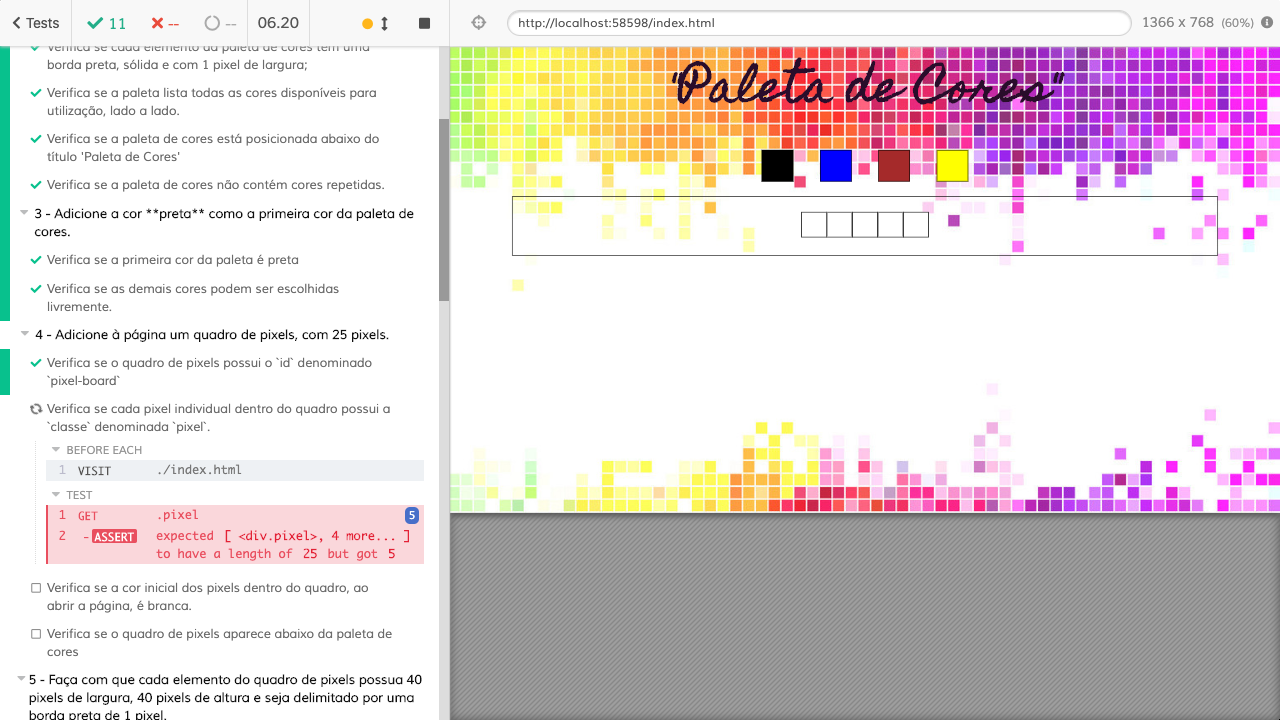 Tests
11
--
--
06.20
http://localhost:58598/index.html
1366 x 768 (60%)
Verifica se cada elemento da paleta de cores tem uma
borda preta, sólida e com 1 pixel de largura;
Verifica se a paleta lista todas as cores disponíveis para
utilização, lado a lado.
Verifica se a paleta de cores está posicionada abaixo do
título 'Paleta de Cores'
Verifica se a paleta de cores não contém cores repetidas.
3 - Adicione a cor **preta** como a primeira cor da paleta de
cores.
Verifica se a primeira cor da paleta é preta
Verifica se as demais cores podem ser escolhidas
livremente.
4 - Adicione à página um quadro de pixels, com 25 pixels.
Verifica se o quadro de pixels possui o `id` denominado
`pixel-board`
Verifica se cada pixel individual dentro do quadro possui a
`classe` denominada `pixel`.
BEFORE EACH
1 VISIT ./index.html
TEST
1 GET .pixel 5
2 -ASSERT expected [ <div.pixel>, 4 more... ]
to have a length of 25 but got 5
Verifica se a cor inicial dos pixels dentro do quadro, ao
abrir a página, é branca.
Verifica se o quadro de pixels aparece abaixo da paleta de
cores
5 - Faça com que cada elemento do quadro de pixels possua 40
pixels de largura, 40 pixels de altura e seja delimitado por uma
borda preta de 1 pixel.
"Paleta de Cores"